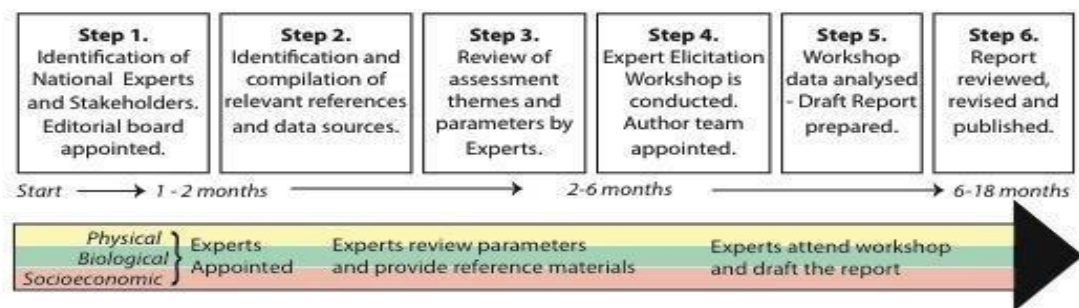 Step 1.
Identification of
National Experts
and Stakeholders.
Editorial board
appointed.
Step 2.
Identification and
compilation of
relevant references
and data sources.
Step 3.
Review of
assessment
themes and
parameters by
Experts.
Step 4.
Expert Elicitation
Workshop is
conducted.
Author team
appointed.
Step 5.
Workshop
data analysed
- Draft Report
prepared.
Step 6.
Report
reviewed,
revised and
published.
Start 1 - 2 months 2-6 months 6-18 months
Physical
Biological
Socioeconomic
Experts
Appointed
Experts review parameters
and provide reference materials
Experts attend workshop
and draft the report